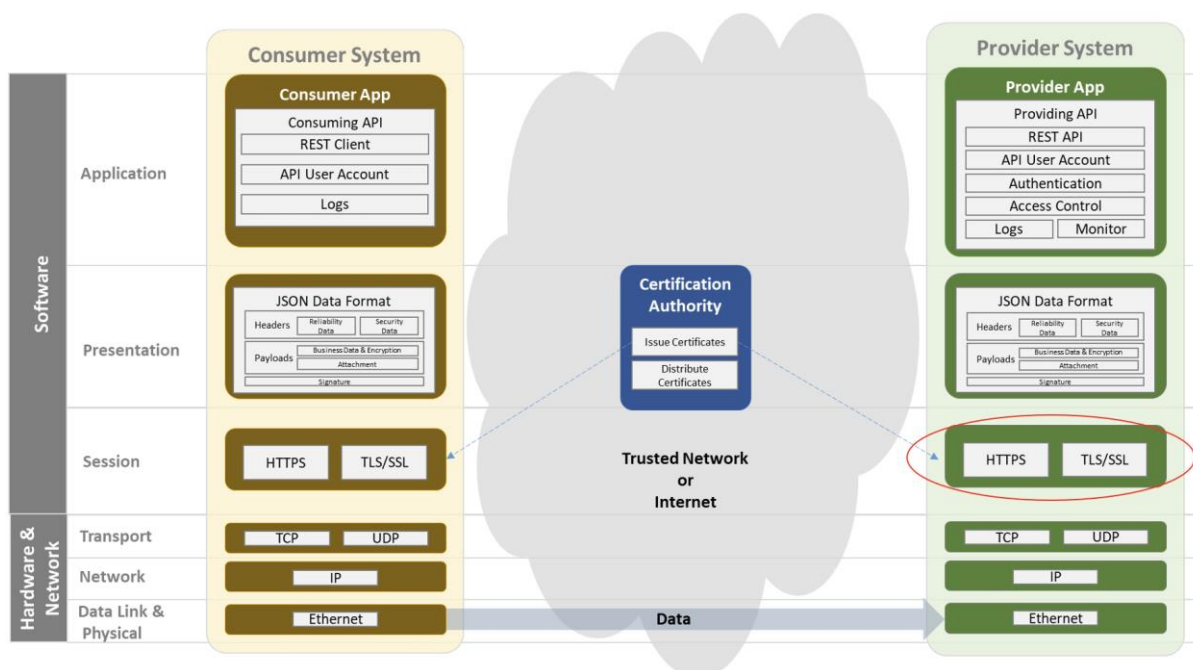 Consumer System
Provider System
Software
Hardware &
Network
Application
Presentation
Session
Transport
Network
Data Link &
Physical
Consumer App
Consuming API
REST Client
API User Account
Logs
JSON Data Format
Headers
Reliability
Data
Security
Data
Payloads
Business Data & Encryption
Attachment
Signature
HTTPS
TLS/SSL
TCP
UDP
IP
Ethernet
Certification
Authority
Issue Certificates
Distribute
Certificates
Trusted Network
or
Internet
Data
Provider App
Providing API
REST API
API User Account
Authentication
Access Control
Logs
Monitor
JSON Data Format
Headers
Reliability
Data
Security
Data
Payloads
Business Data & Encryption
Attachment
Signature
HTTPS
TLS/SSL
TCP
UDP
IP
Ethernet